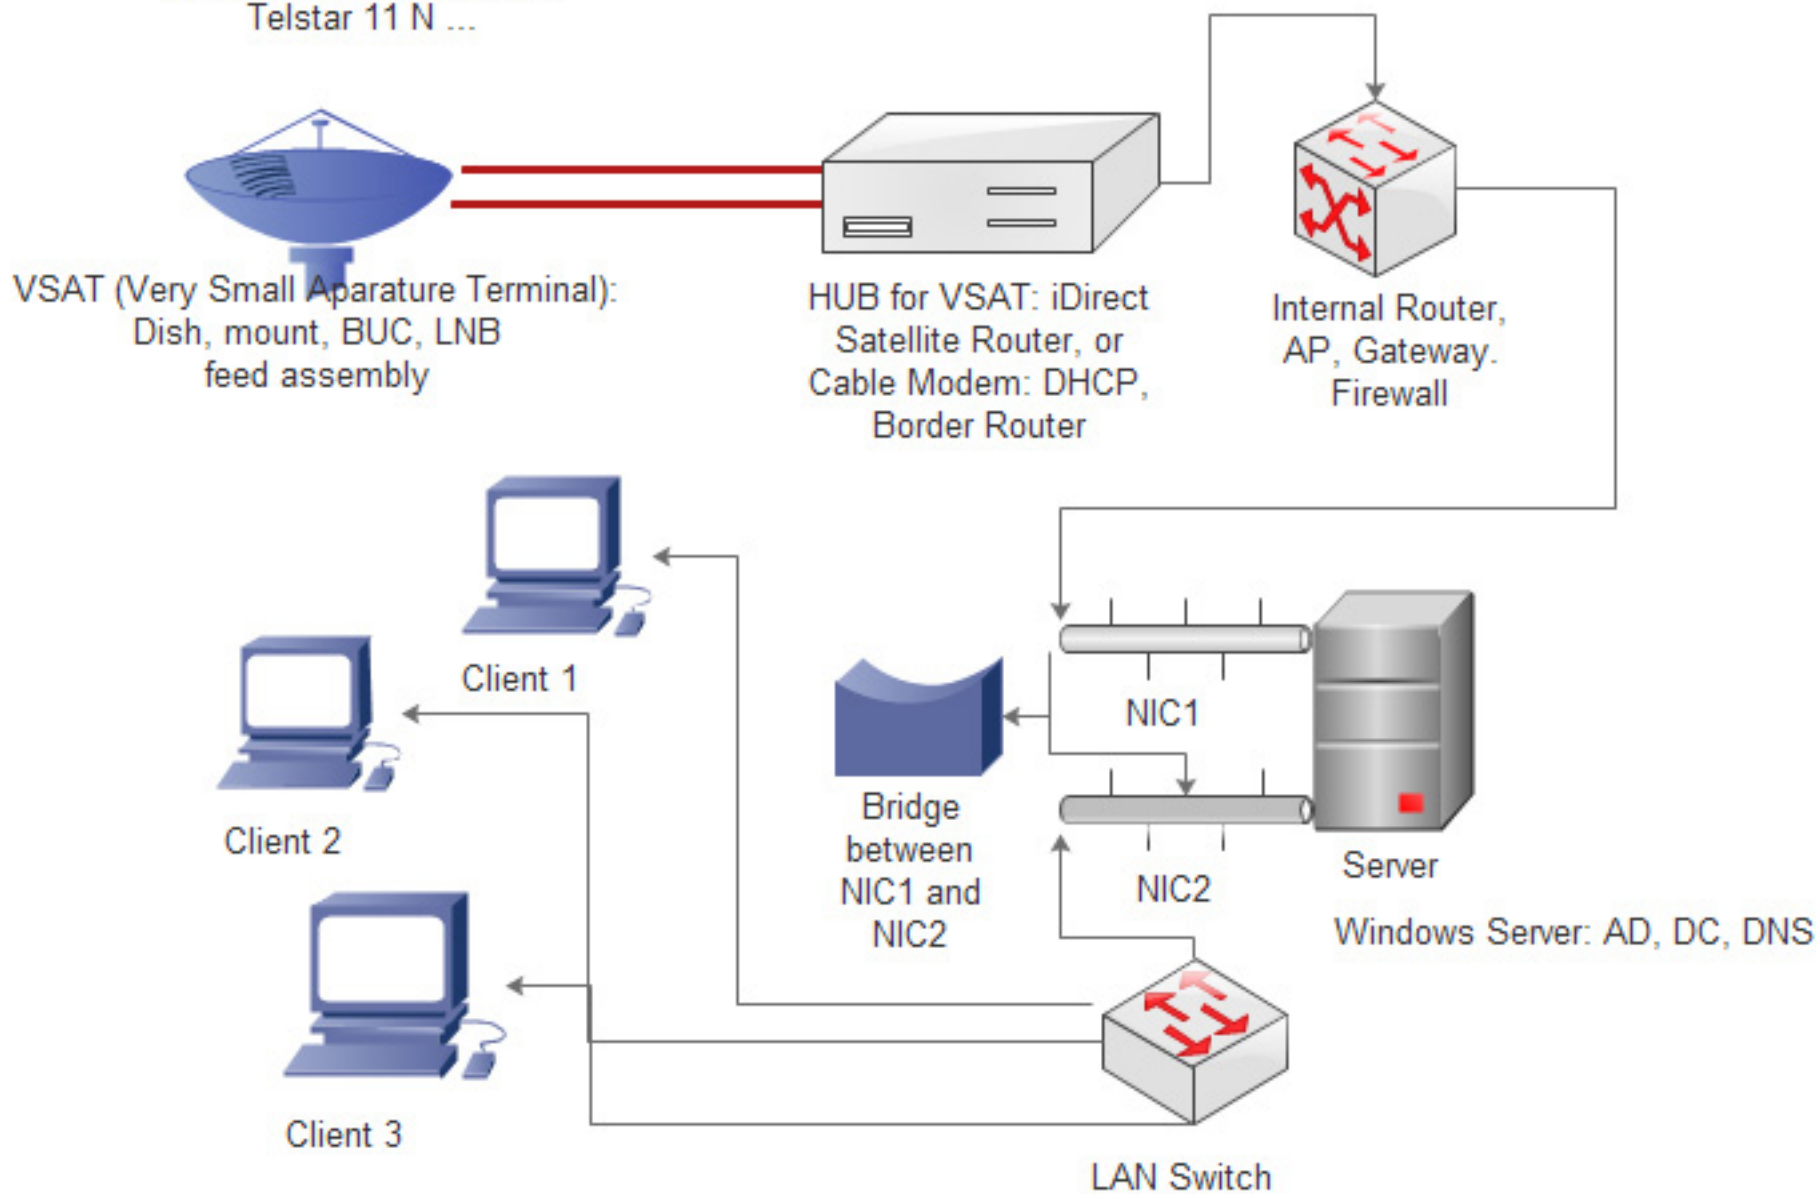 Telstar 11 N ...
VSAT (Very Small Aparature Terminal):
Dish, mount, BUC, LNB
feed assembly
HUB for VSAT: iDirect
Satellite Router, or
Cable Modem: DHCP,
Border Router
Internal Router,
AP, Gateway.
Firewall
Client 1
Client 2
Client 3
Bridge
between
NIC1 and
NIC2
NIC1
NIC2
Server
Windows Server: AD, DC, DNS
LAN Switch